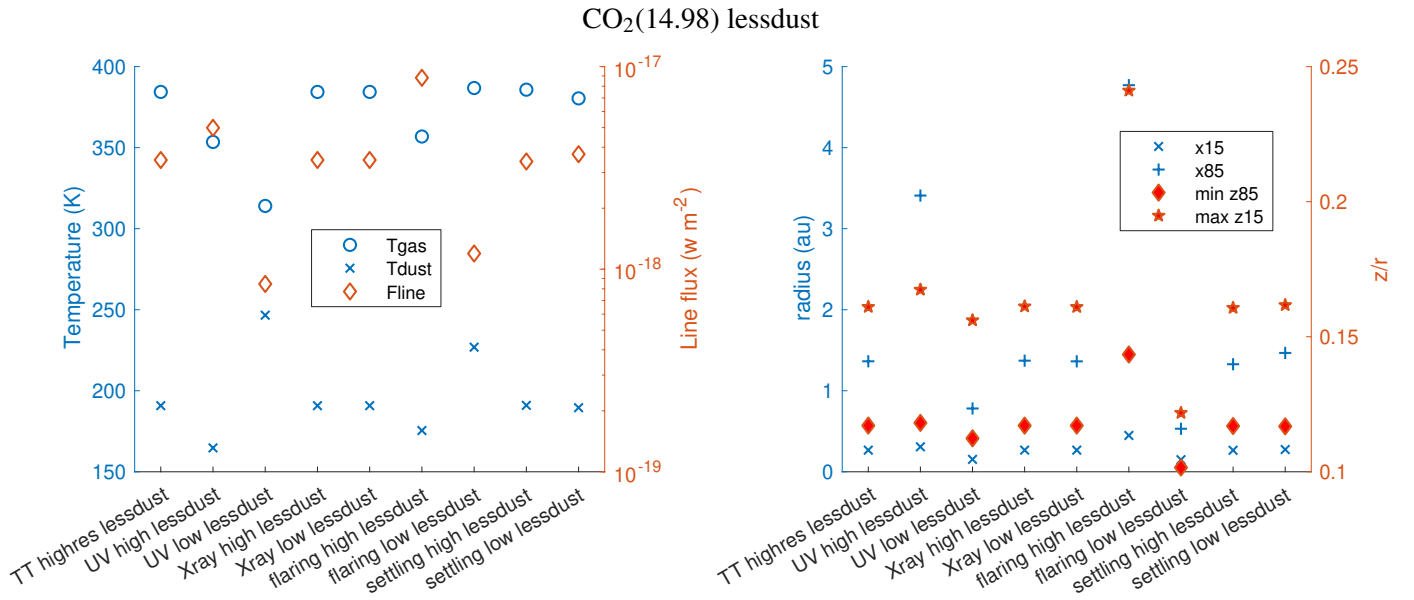 CO₂(14.98) lessdust
400
350
300
250
200
150
Temperature (K)
10⁻¹⁷
10⁻¹⁸
10⁻¹⁹
Line flux (w m⁻²)
Tgas
Tdust
Fline
TT highres lessdust
UV high lessdust
UV low lessdust
Xray high lessdust
Xray low lessdust
flaring high lessdust
flaring low lessdust
settling high lessdust
settling low lessdust
5
4
3
2
1
0
radius (au)
0.25
0.2
0.15
0.1
z/r
x15
x85
min z85
max z15
TT highres lessdust
UV high lessdust
UV low lessdust
Xray high lessdust
Xray low lessdust
flaring high lessdust
flaring low lessdust
settling high lessdust
settling low lessdust